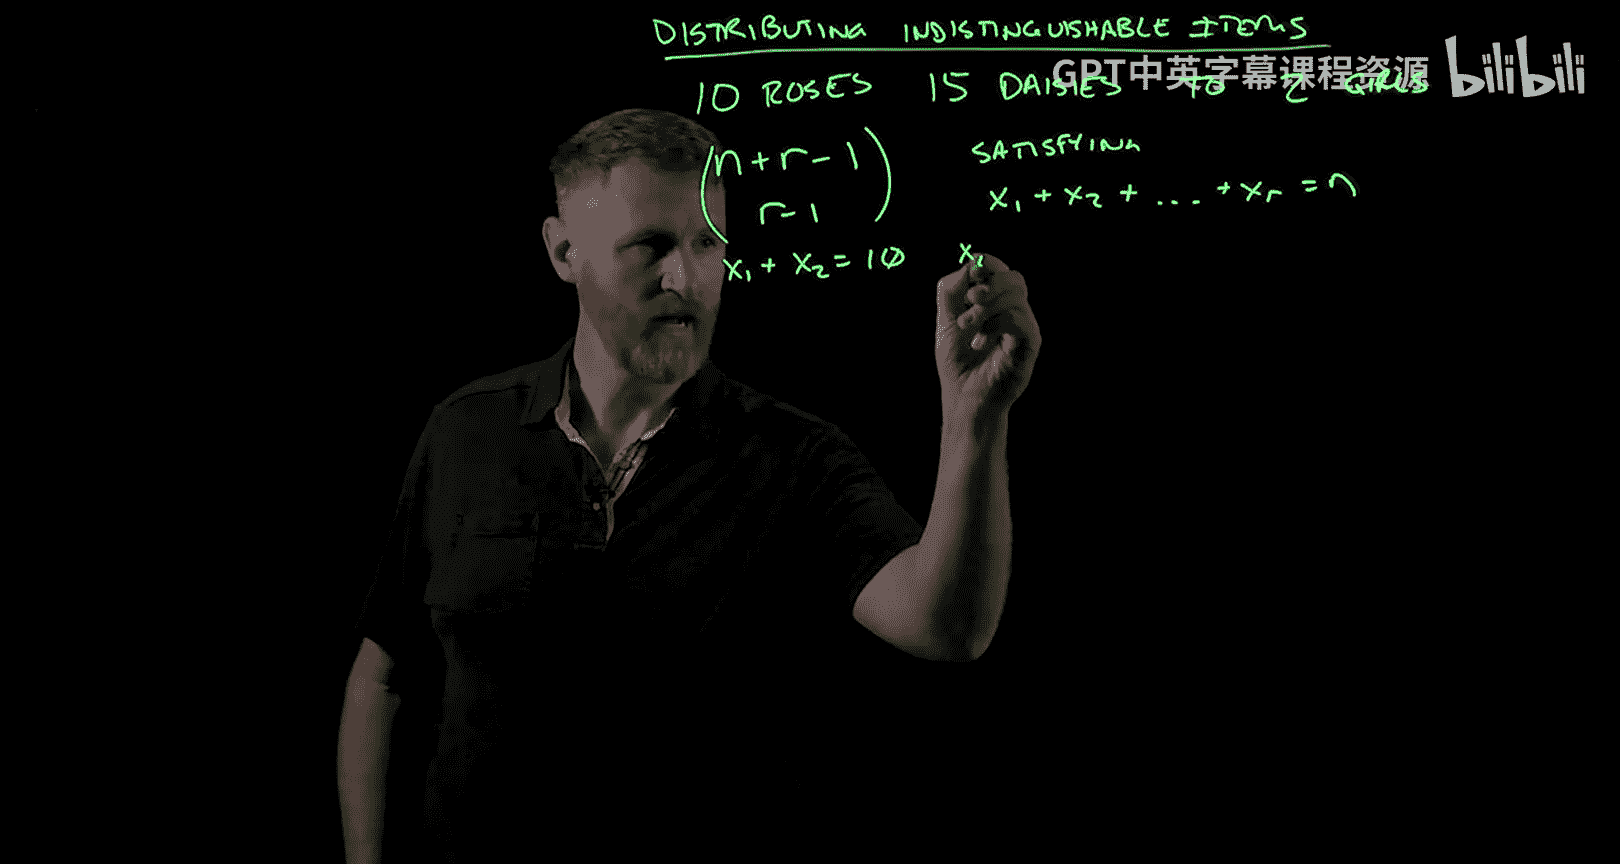 DISTRIBUTING INDISTINGUISHABLE ITEMS
GPT中英字幕课程资源 bilibili
10 ROSES 15 DAISIES TO 2 GIRLS
(n+r-1
r-1)
SATISFYING
x₁ + x₂ + ... + xᵣ = n
x₁ + x₂ = 10 x₁